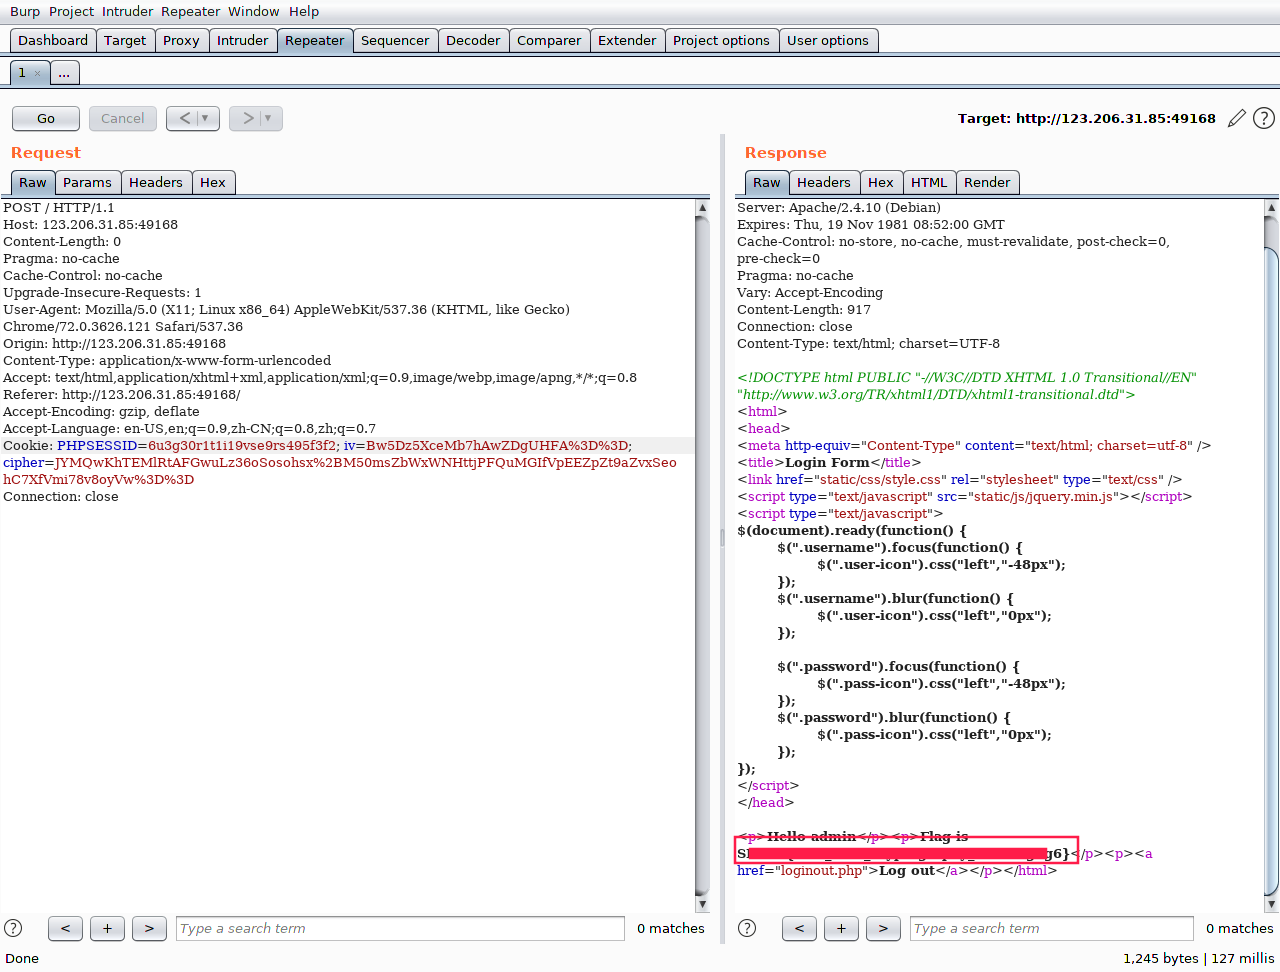 Burp Project Intruder Repeater Window Help
Dashboard Target Proxy Intruder Repeater Sequencer Decoder Comparer Extender Project options User options
1 × ...
Go Cancel < ▼ > ▼ Target: http://123.206.31.85:49168 ?
Request
Raw Params Headers Hex
POST / HTTP/1.1
Host: 123.206.31.85:49168
Content-Length: 0
Pragma: no-cache
Cache-Control: no-cache
Upgrade-Insecure-Requests: 1
User-Agent: Mozilla/5.0 (X11; Linux x86_64) AppleWebKit/537.36 (KHTML, like Gecko)
Chrome/72.0.3626.121 Safari/537.36
Origin: http://123.206.31.85:49168
Content-Type: application/x-www-form-urlencoded
Accept: text/html,application/xhtml+xml,application/xml;q=0.9,image/webp,image/apng,*/*;q=0.8
Referer: http://123.206.31.85:49168/
Accept-Encoding: gzip, deflate
Accept-Language: en-US,en;q=0.9,zh-CN;q=0.8,zh;q=0.7
Cookie: PHPSESSID=6u3g30r1t1i19vse9rs495f3f2; iv=Bw5Dz5XceMb7hAwZDgUHFA%3D%3D;
cipher=JYMQwKhTEMlRtAFGwuLz36oSosohsx%2BM50msZbWxWNHttjPFQuMGIfVpEEZpZt9aZvxSeo
hC7XfVmi78v8oyVw%3D%3D
Connection: close
? < + > Type a search term 0 matches
Response
Raw Headers Hex HTML Render
Server: Apache/2.4.10 (Debian)
Expires: Thu, 19 Nov 1981 08:52:00 GMT
Cache-Control: no-store, no-cache, must-revalidate, post-check=0,
pre-check=0
Pragma: no-cache
Vary: Accept-Encoding
Content-Length: 917
Connection: close
Content-Type: text/html; charset=UTF-8
<!DOCTYPE html PUBLIC "-//W3C//DTD XHTML 1.0 Transitional//EN"
"http://www.w3.org/TR/xhtml1/DTD/xhtml1-transitional.dtd">
<html>
<head>
<meta http-equiv="Content-Type" content="text/html; charset=utf-8" />
<title>Login Form</title>
<link href="static/css/style.css" rel="stylesheet" type="text/css" />
<script type="text/javascript" src="static/js/jquery.min.js"></script>
<script type="text/javascript">
$(document).ready(function() {
$(".username").focus(function() {
$(".user-icon").css("left","-48px");
});
$(".username").blur(function() {
$(".user-icon").css("left","0px");
});
$(".password").focus(function() {
$(".pass-icon").css("left","-48px");
});
$(".password").blur(function() {
$(".pass-icon").css("left","0px");
});
});
</script>
</head>
<p>Hello admin</p><p>Flag is
g6}</p><p><a
href="loginout.php">Log out</a></p></html>
? < + > Type a search term 0 matches
Done 1,245 bytes | 127 millis